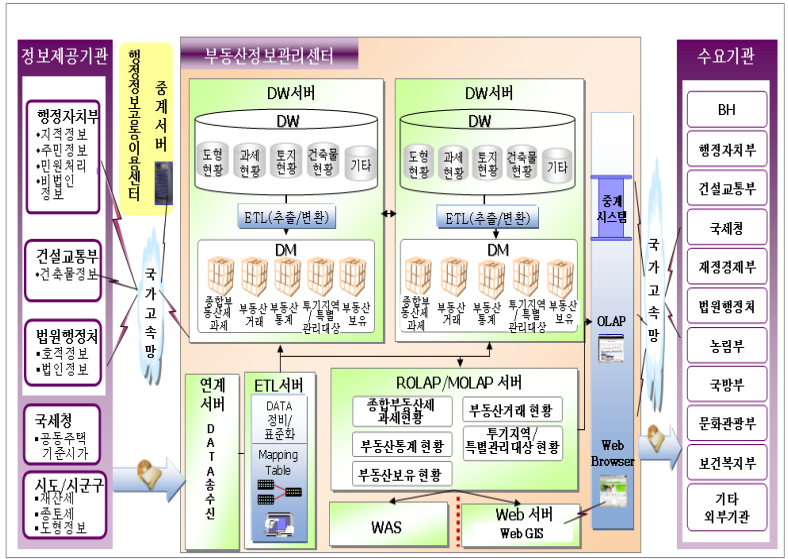 정보제공기관
행정자치부
•지적정보
•주민정보
•민원처리
•비법인
정보
건설교통부
•건축물정보
법원행정처
•호적정보
•법인정보
국세청
▪공동주택
기준시가
시도/시군구
▪재산세
▪종토세
▪도형정보
행정정보공동이용센터
중계서버
국가고속망
부동산정보관리센터
DW서버
DW
도형
현황
과세
현황
토지
현황
건축물
현황
기타
ETL(추출/변환)
DM
종합부
동산세
과세
부동산
거래
부동산
통계
투기지역
/특별
관리대상
부동산
보유
DW서버
DW
도형
현황
과세
현황
토지
현황
건축물
현황
기타
ETL(추출/변환)
DM
종합부
동산세
과세
부동산
거래
부동산
통계
투기지역
/특별
관리대상
부동산
보유
연계
서버
DATA송수신
ETL서버
DATA
정비/
표준화
Mapping
Table
ROLAP/MOLAP 서버
종합부동산세
과세현황
부동산거래 현황
부동산통계 현황
투기지역/
특별관리대상 현황
부동산보유 현황
WAS
Web 서버
Web GIS
중계
시스템
OLAP
Web
Browser
국가고속망
수요기관
BH
행정자치부
건설교통부
국세청
재경경제부
법원행정처
농림부
국방부
문화관광부
보건복지부
기타
외부기관